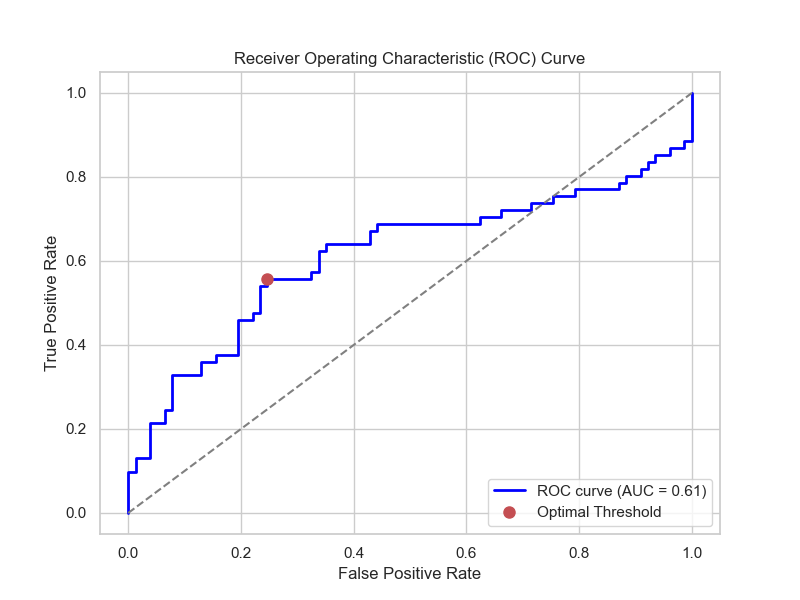 Receiver Operating Characteristic (ROC) Curve
1.0
0.8
0.6
0.4
0.2
0.0
True Positive Rate
ROC curve (AUC = 0.61)
Optimal Threshold
0.0 0.2 0.4 0.6 0.8 1.0
False Positive Rate